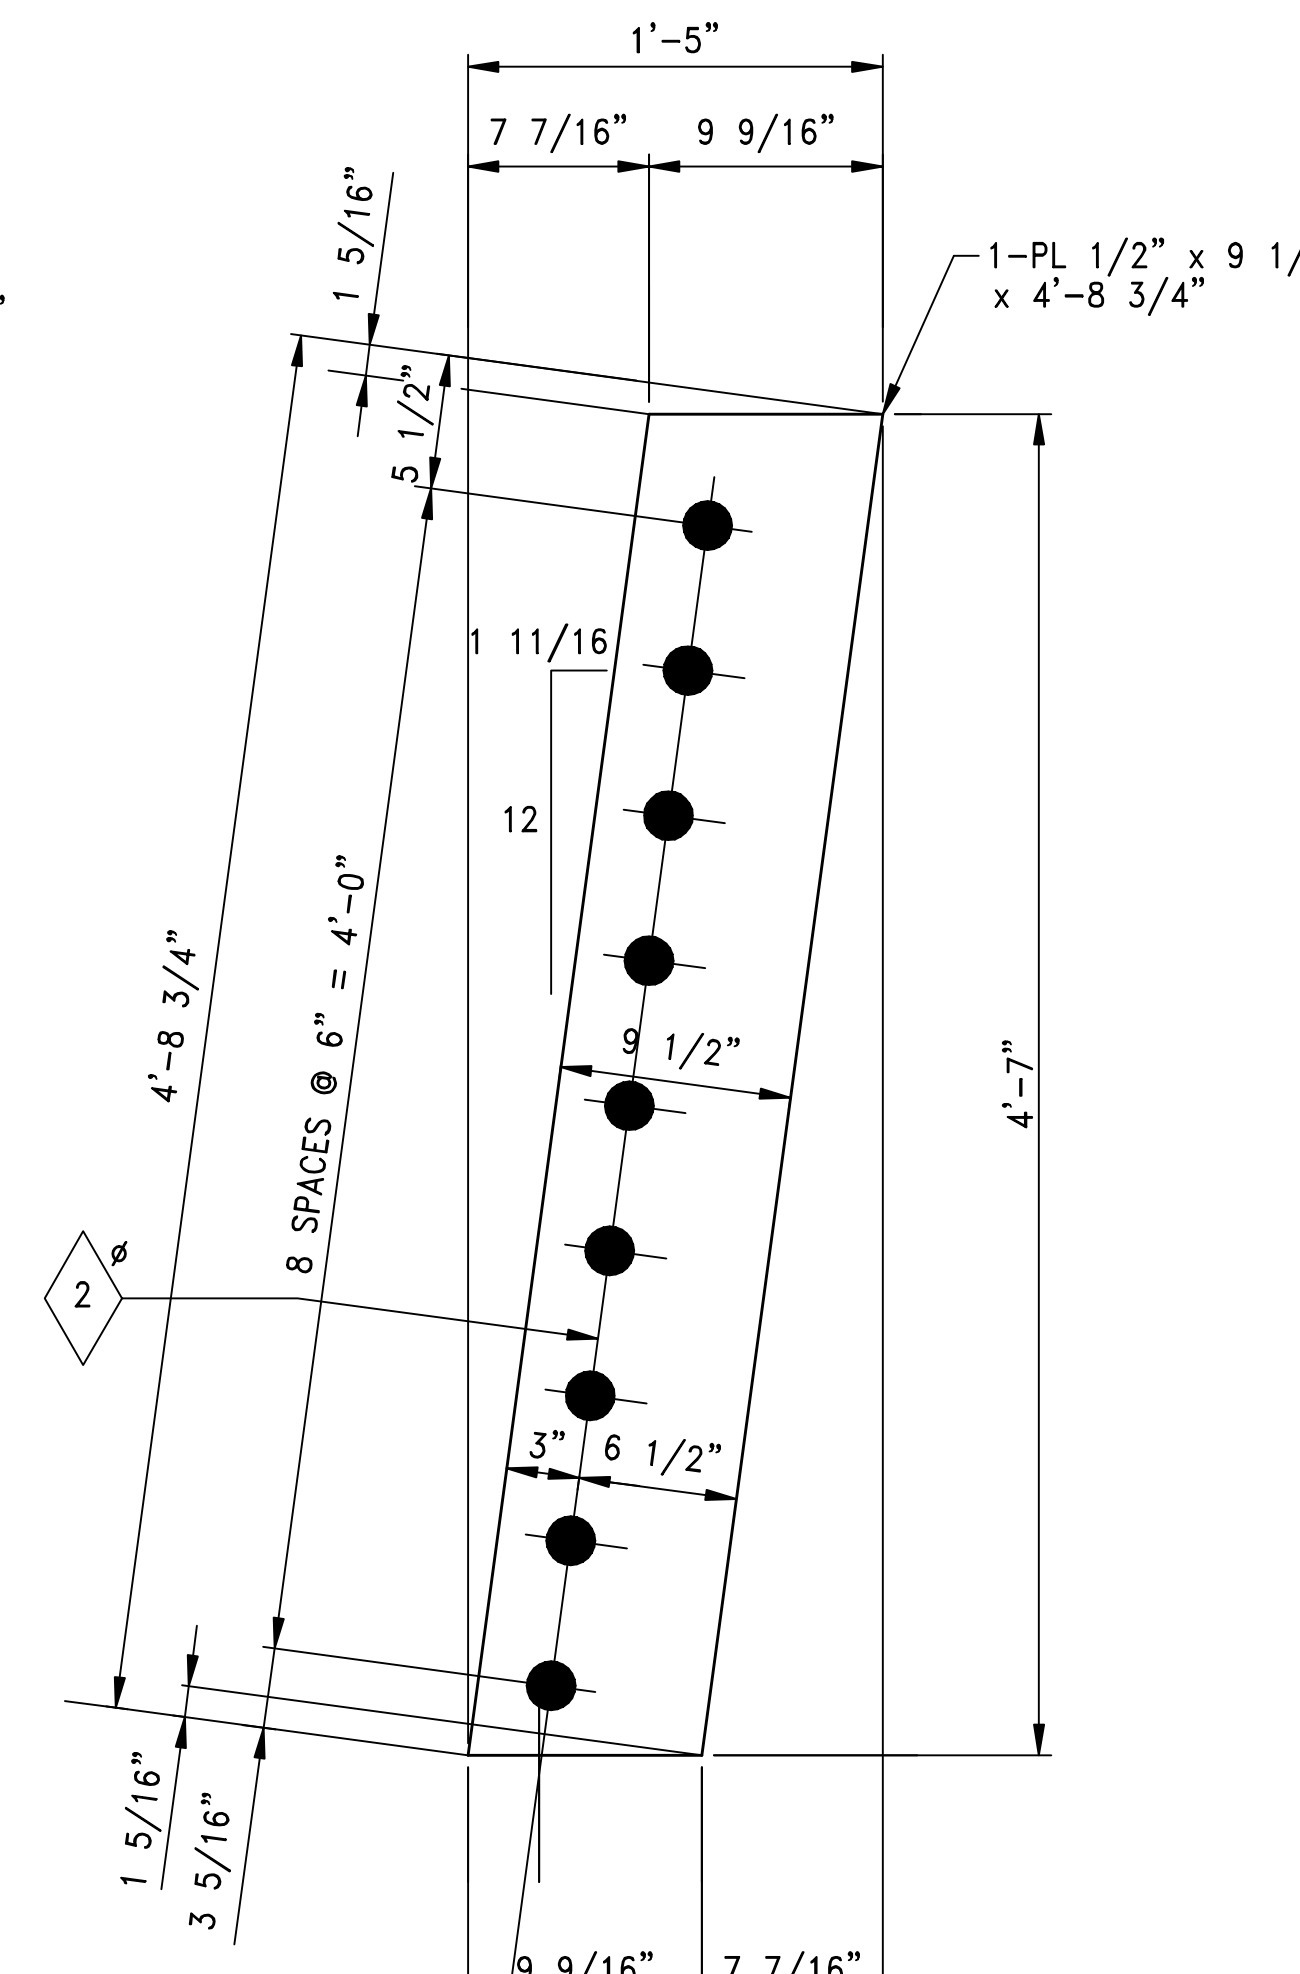 1'-5"
7 7/16" 9 9/16"
1 5/16"
1-PL 1/2" x 9 1/
x 4'-8 3/4"
"
5 1/2"
1 11/16
12
4'-8 3/4"
8 SPACES @ 6" = 4'-0"
9 1/2"
4'-7"
2 ø
3" 6 1/2"
1 5/16"
3 5/16"
9 9/16" 7 7/16"